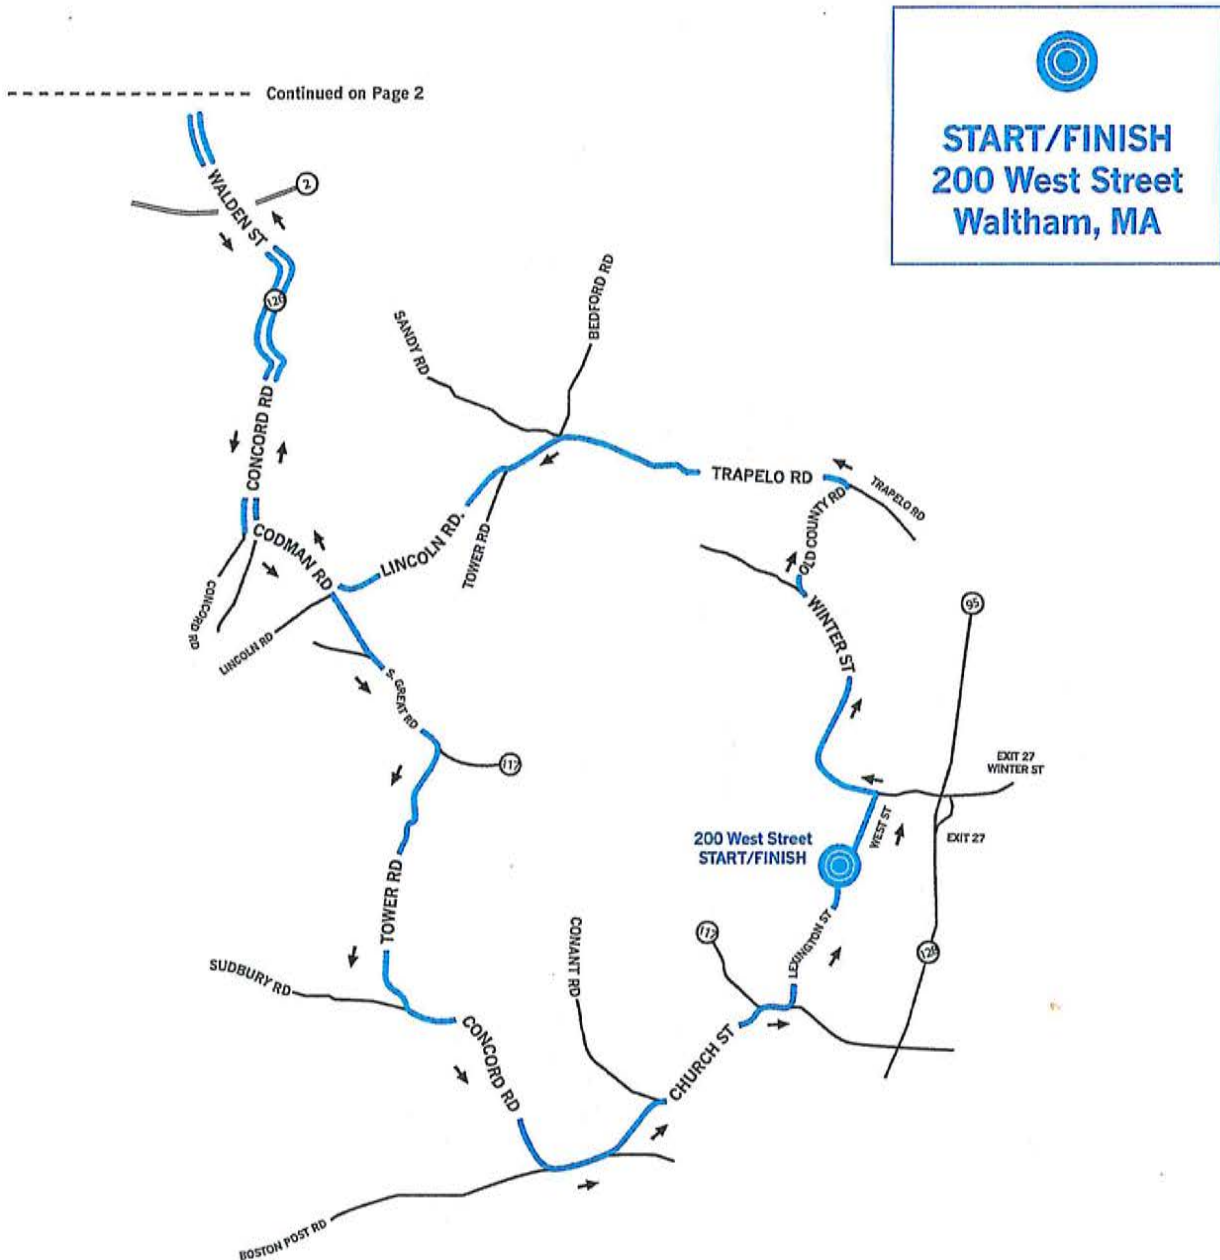 START/FINISH
200 West Street
Waltham, MA
Continued on Page 2
2
WALDEN ST
126
CONCORD RD
SANDY RD
BEDFORD RD
TRAPELO RD
TRAPELO RD
OLD COUNTY RD
LINCOLN RD.
TOWER RD
CODMAN RD
CONCORD RD
LINCOLN RD
WINTER ST
95
S. GREAT RD
117
EXIT 27
WINTER ST
WEST ST
EXIT 27
200 West Street
START/FINISH
TOWER RD
LEXINGTON ST
117
128
CONANT RD
SUDBURY RD
CONCORD RD
CHURCH ST
BOSTON POST RD